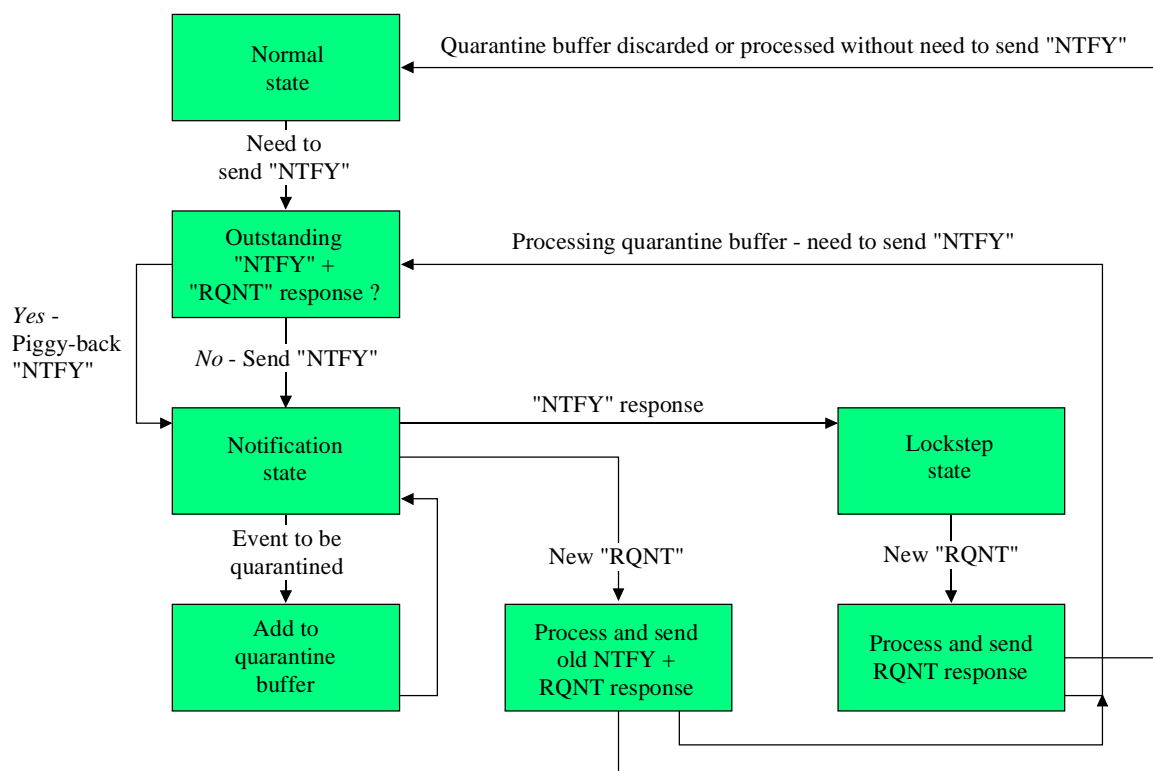 Normal
state
Quarantine buffer discarded or processed without need to send "NTFY"
Need to
send "NTFY"
Outstanding
"NTFY" +
"RQNT" response ?
Processing quarantine buffer - need to send "NTFY"
Yes -
Piggy-back
"NTFY"
No - Send "NTFY"
Notification
state
"NTFY" response
Lockstep
state
Event to be
quarantined
New "RQNT"
New "RQNT"
Add to
quarantine
buffer
Process and send
old NTFY +
RQNT response
Process and send
RQNT response